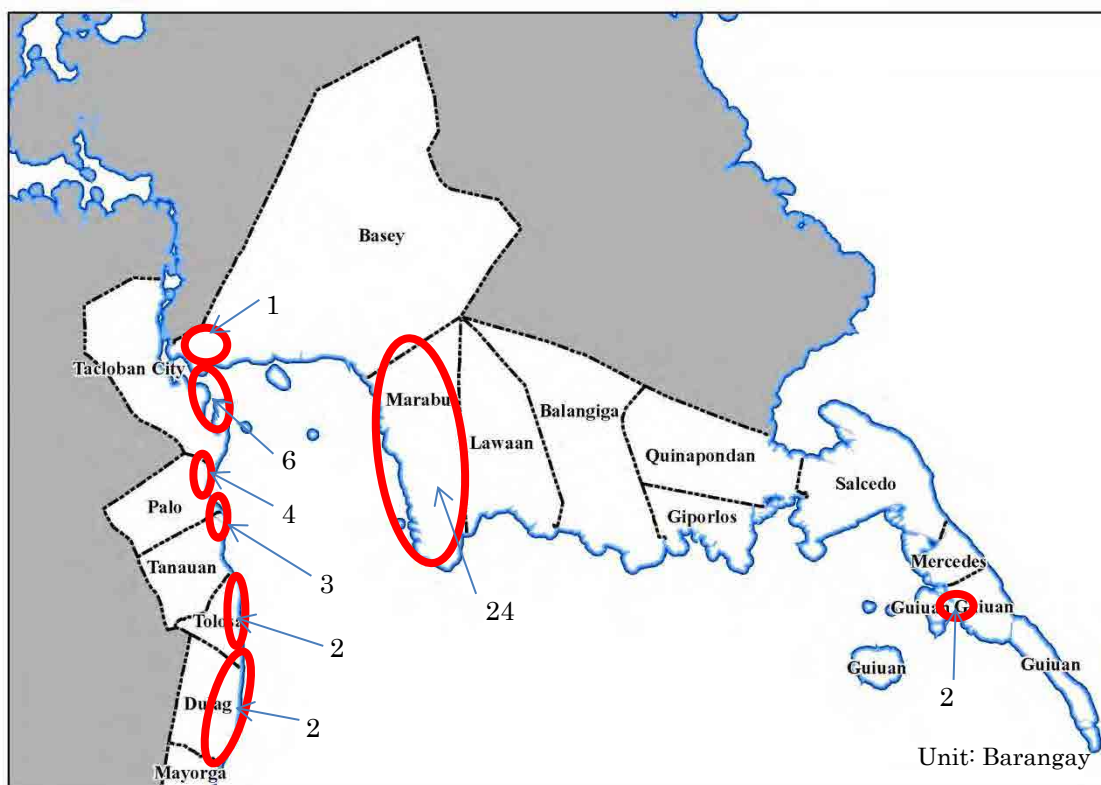 Basey
1
Tacloban City
Marabu
Balangiga
Lawaan
6
Quinapondan
Salcedo
Palo
4
Giporlos
Tanauan
3
Mercedes
24
Guiuan Guiuan
Tolosa
2
Guiuan
Guiuan
2
Dulag
2
Unit: Barangay
Mayorga